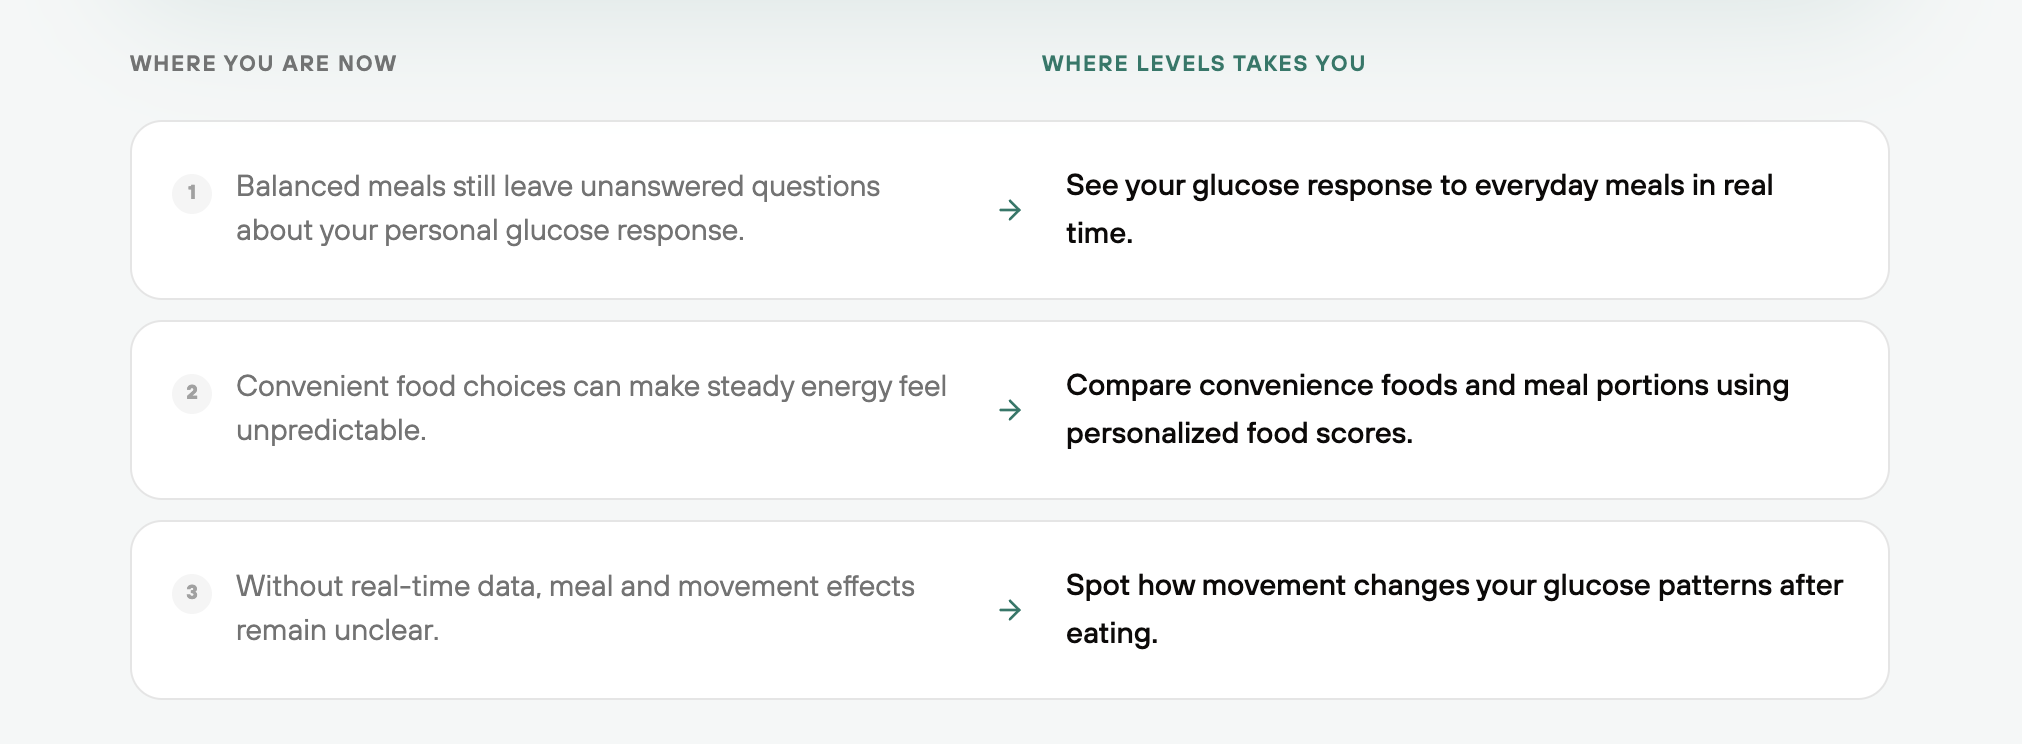 WHERE YOU ARE NOW
WHERE LEVELS TAKES YOU
1
Balanced meals still leave unanswered questions
about your personal glucose response.
See your glucose response to everyday meals in real
time.
2
Convenient food choices can make steady energy feel
unpredictable.
Compare convenience foods and meal portions using
personalized food scores.
3
Without real-time data, meal and movement effects
remain unclear.
Spot how movement changes your glucose patterns after
eating.